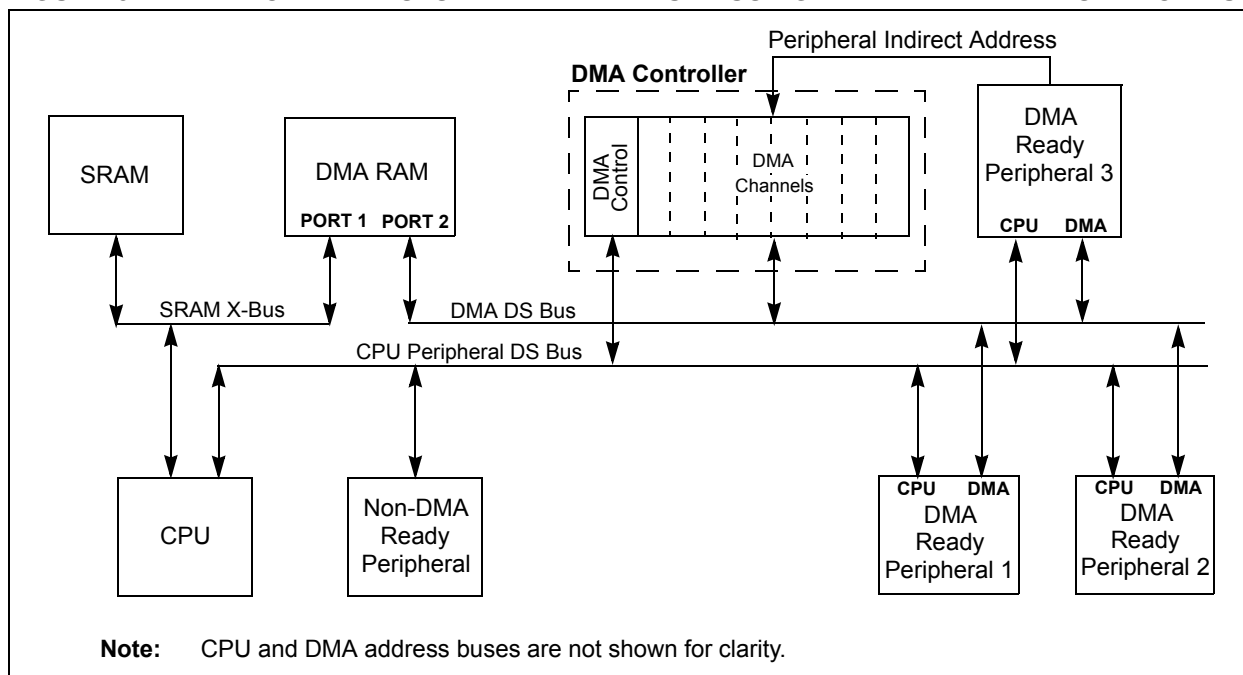 Peripheral Indirect Address
DMA Controller
SRAM
DMA RAM
PORT 1 PORT 2
DMA
Control
DMA
Channels
DMA
Ready
Peripheral 3
CPU DMA
SRAM X-Bus
DMA DS Bus
CPU Peripheral DS Bus
CPU
Non-DMA
Ready
Peripheral
CPU DMA
DMA
Ready
Peripheral 1
CPU DMA
DMA
Ready
Peripheral 2
Note: CPU and DMA address buses are not shown for clarity.